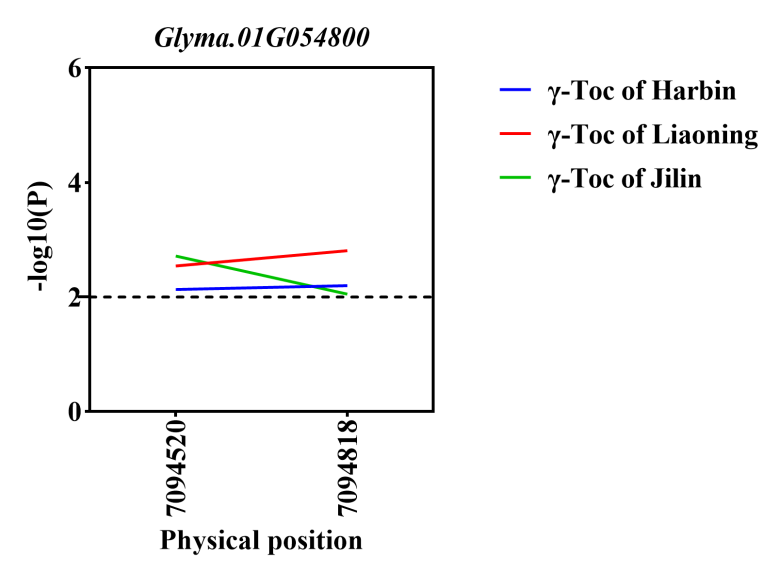 Glyma.01G054800
γ-Toc of Harbin
γ-Toc of Liaoning
γ-Toc of Jilin
-log10(P)
6
4
2
0
7094520
7094818
Physical position